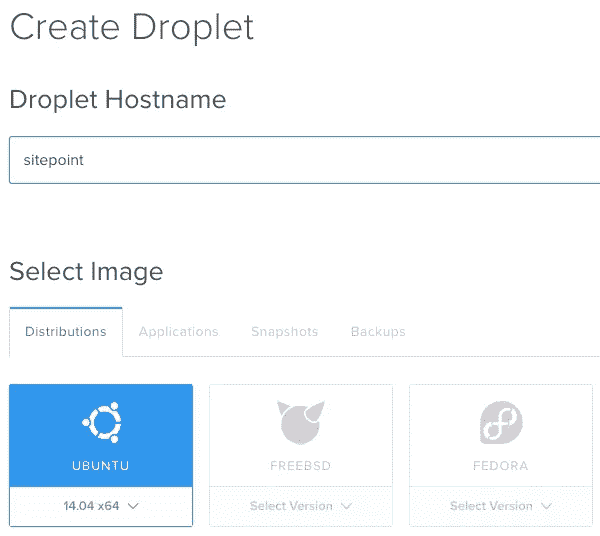 Create Droplet
Droplet Hostname
sitepoint
Select Image
Distributions Applications Snapshots Backups
UBUNTU FREEBSD FEDORA
14.04 x64 Select Version Select Version